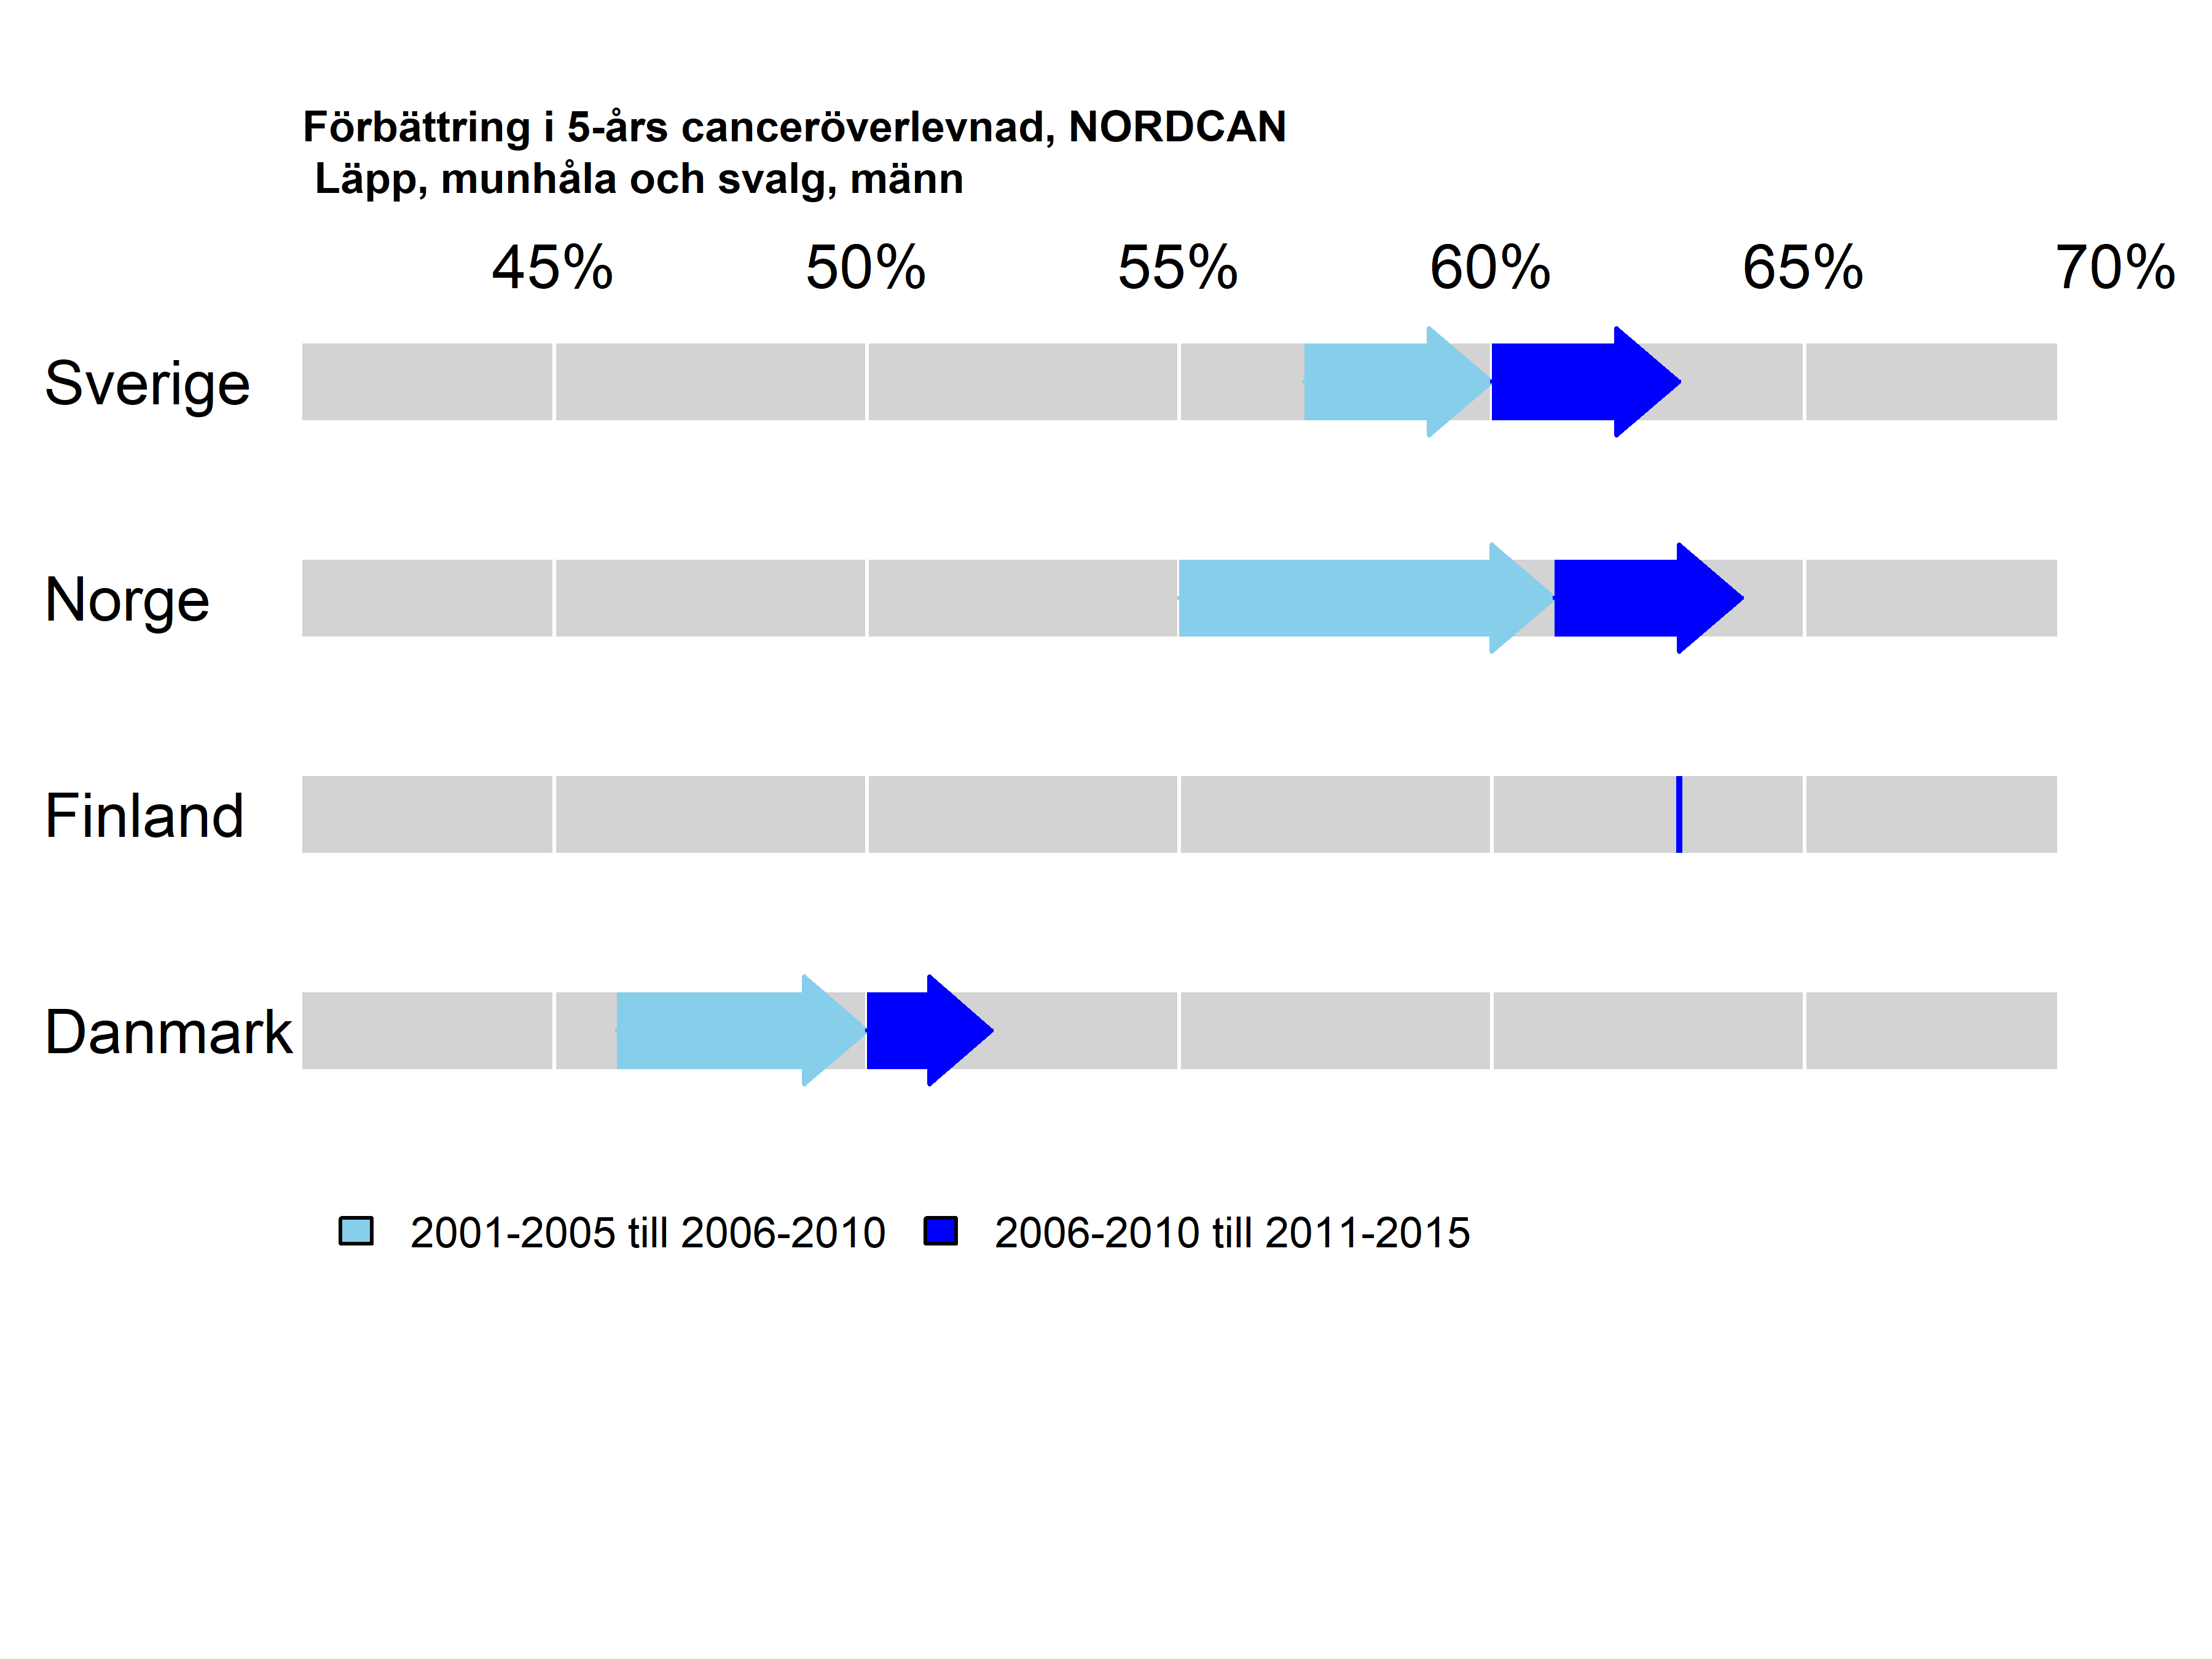 Förbättring i 5-års canceröverlevnad, NORDCAN
Läpp, munhåla och svalg, männ
45% 50% 55% 60% 65% 70%
Sverige
Norge
Finland
Danmark
2001-2005 till 2006-2010 2006-2010 till 2011-2015